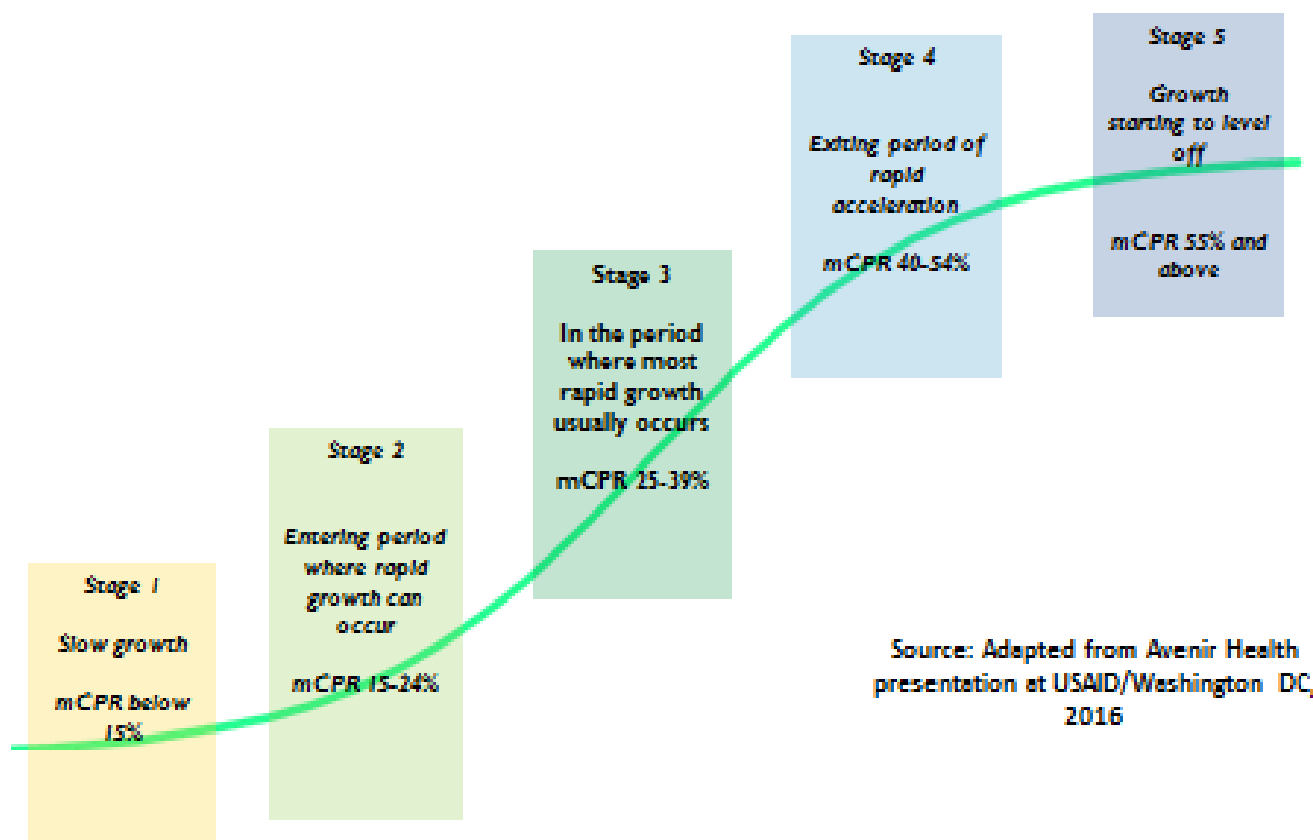 Stage 1
Slow growth
mCPR below
15%
Stage 2
Entering period
where rapid
growth can
occur
mCPR 15-24%
Stage 3
In the period
where most
rapid growth
usually occurs
mCPR 25-39%
Stage 4
Exiting period of
rapid
acceleration
mCPR 40-54%
Stage 5
Growth
starting to level
off
mCPR 55% and
above
Source: Adapted from Avenir Health
presentation at USAID/Washington DC,
2016